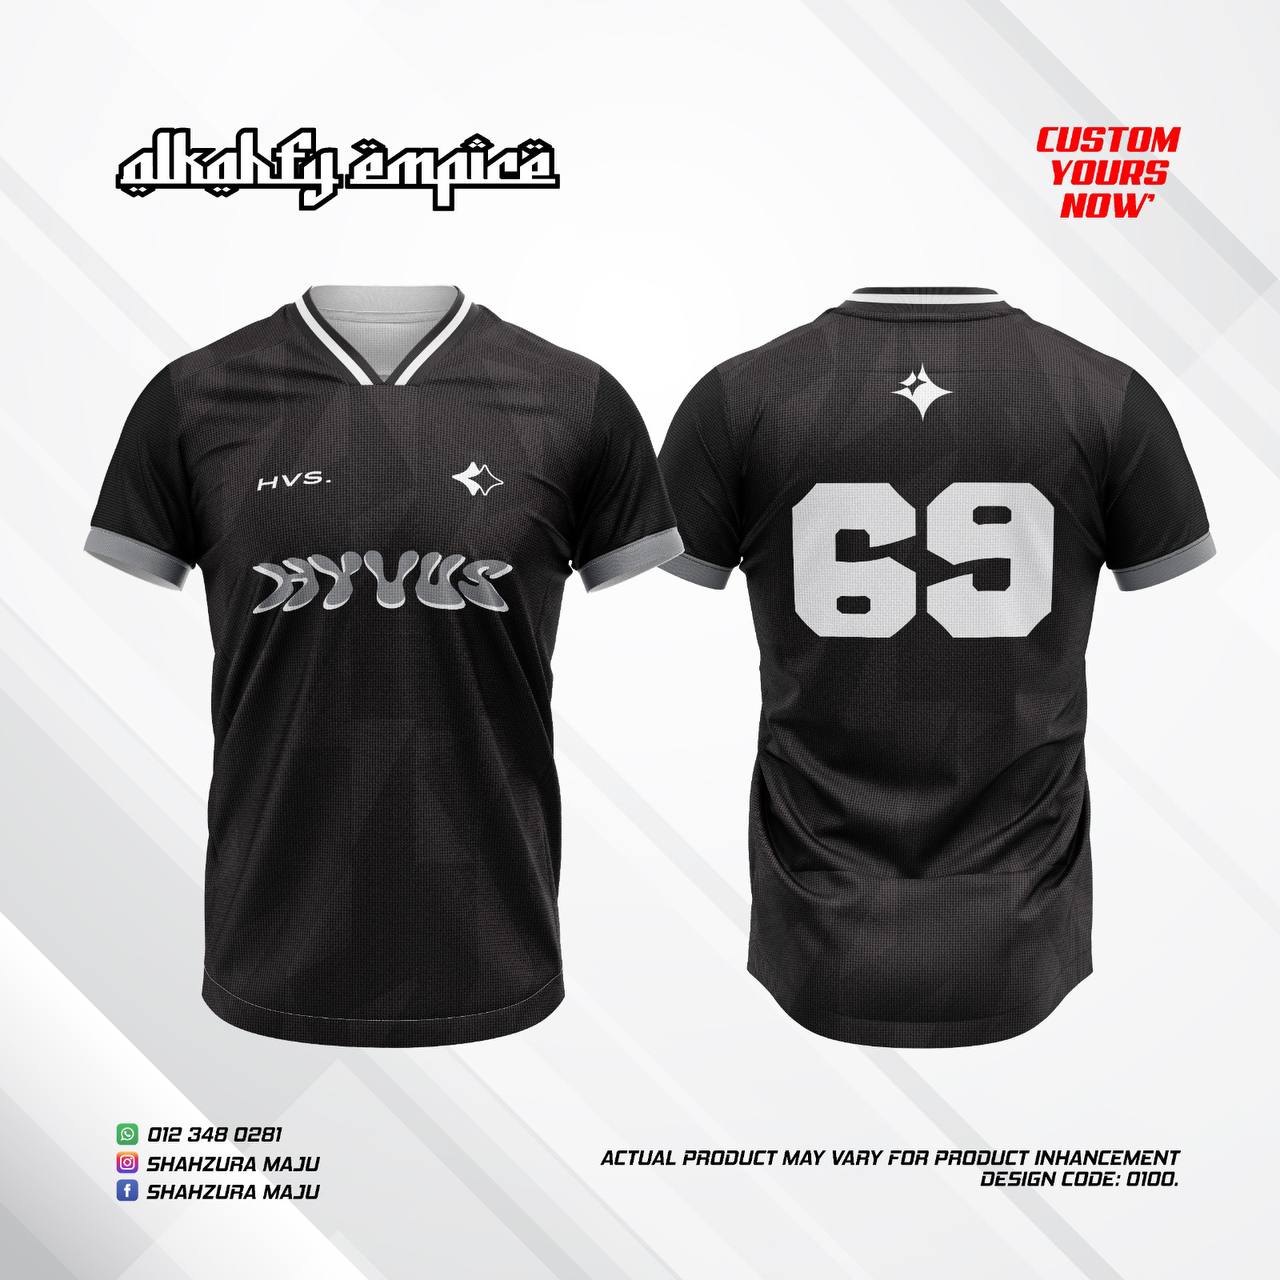 alkahfy empire
CUSTOM
YOURS
NOW'
HVS.
HYVUS
69
012 348 0281
SHAHZURA MAJU
SHAHZURA MAJU
ACTUAL PRODUCT MAY VARY FOR PRODUCT INHANCEMENT
DESIGN CODE: 0100.